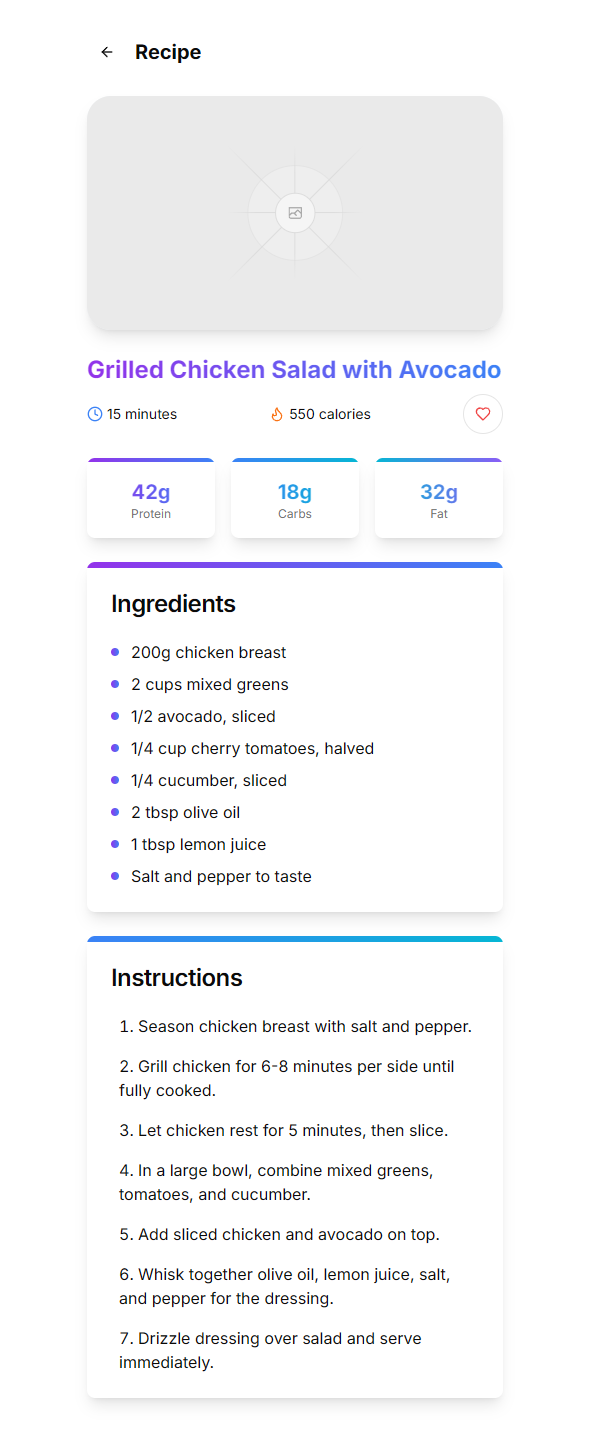 Recipe
Grilled Chicken Salad with Avocado
15 minutes
550 calories
42g
Protein
18g
Carbs
32g
Fat
Ingredients
200g chicken breast
2 cups mixed greens
1/2 avocado, sliced
1/4 cup cherry tomatoes, halved
1/4 cucumber, sliced
2 tbsp olive oil
1 tbsp lemon juice
Salt and pepper to taste
Instructions
1. Season chicken breast with salt and pepper.
2. Grill chicken for 6-8 minutes per side until
fully cooked.
3. Let chicken rest for 5 minutes, then slice.
4. In a large bowl, combine mixed greens,
tomatoes, and cucumber.
5. Add sliced chicken and avocado on top.
6. Whisk together olive oil, lemon juice, salt,
and pepper for the dressing.
7. Drizzle dressing over salad and serve
immediately.